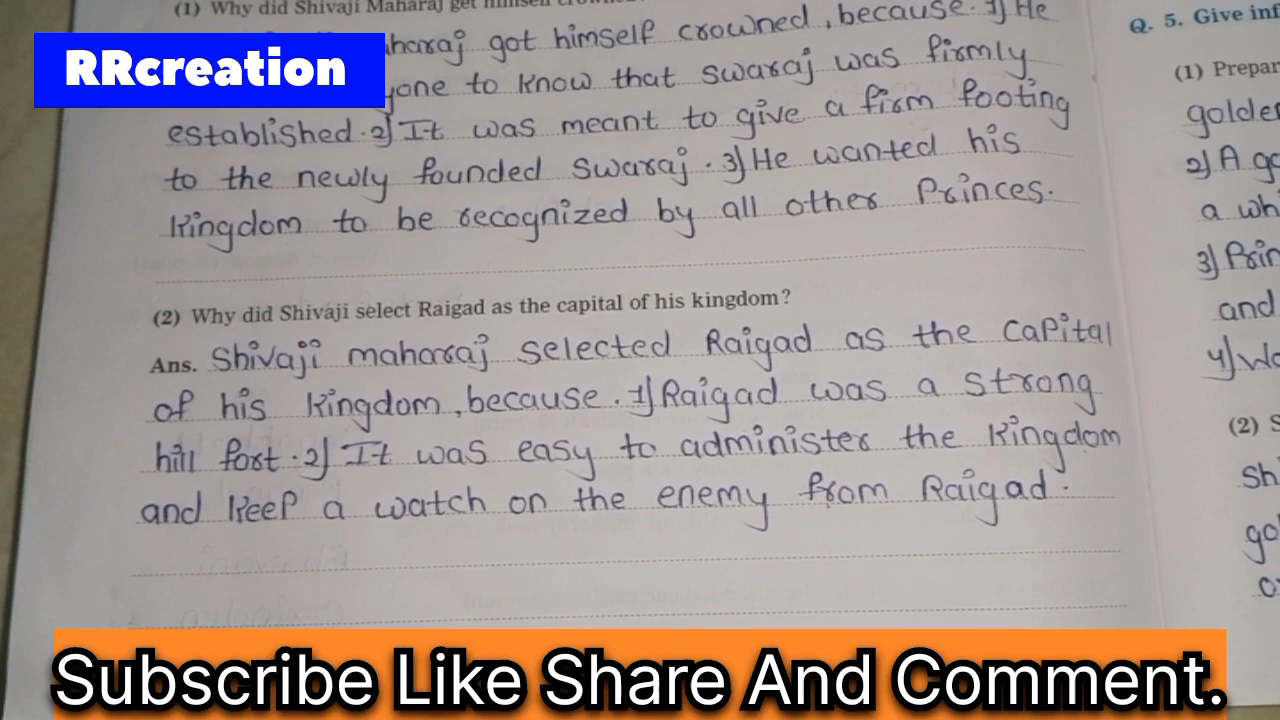 (1) Why did Shivaji Maharaj get himself crowned
RRcreation
got himself crowned, because. 1) He
to know that swaraj was firmly
established. 2) It was meant to give a firm footing
to the newly founded swaraj. 3) He wanted his
kingdom to be recognized by all other Princes.
(2) Why did Shivaji select Raigad as the capital of his kingdom?
Ans. Shivaji maharaj selected Raigad as the capital
of his kingdom, because. 1) Raigad was a strong
hill fort. 2) It was easy to administer the kingdom
and keep a watch on the enemy from Raigad.
Q. 5. Give inf
(1) Prepar
golde
2) A go
a wh
3) Prin
and
4) Wa
(2) S
Sh
go
Subscribe Like Share And Comment.